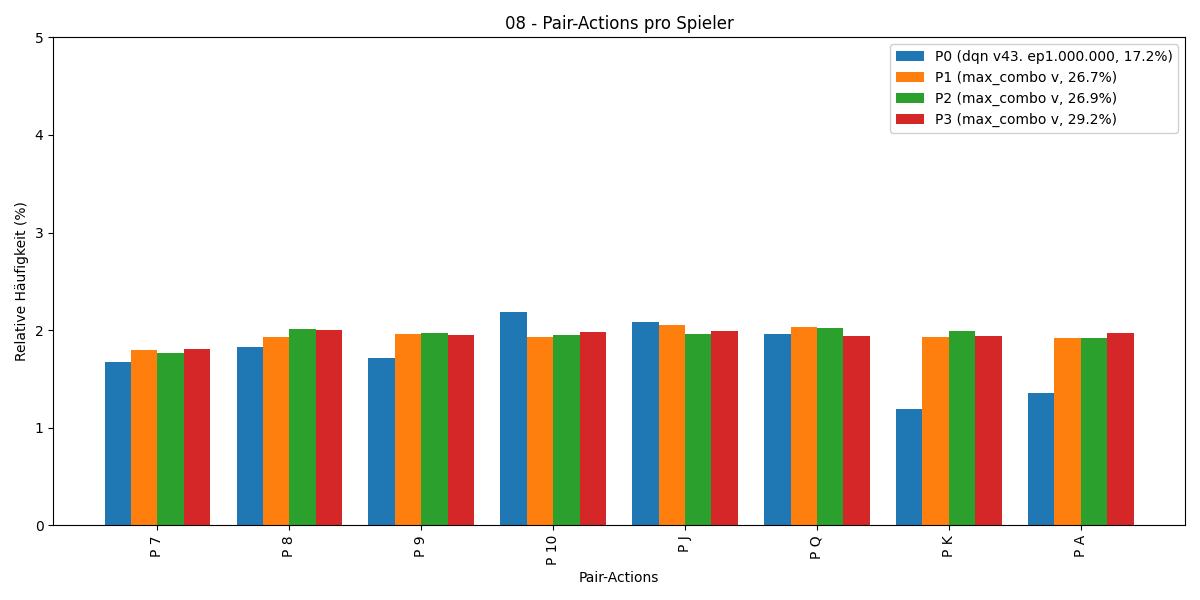 08 - Pair-Actions pro Spieler
P0 (dqn v43. ep1.000.000, 17.2%)
P1 (max_combo v, 26.7%)
P2 (max_combo v, 26.9%)
P3 (max_combo v, 29.2%)
Relative Häufigkeit (%)
5
4
3
2
1
0
P 7
P 8
P 9
P 10
P J
P Q
P K
P A
Pair-Actions